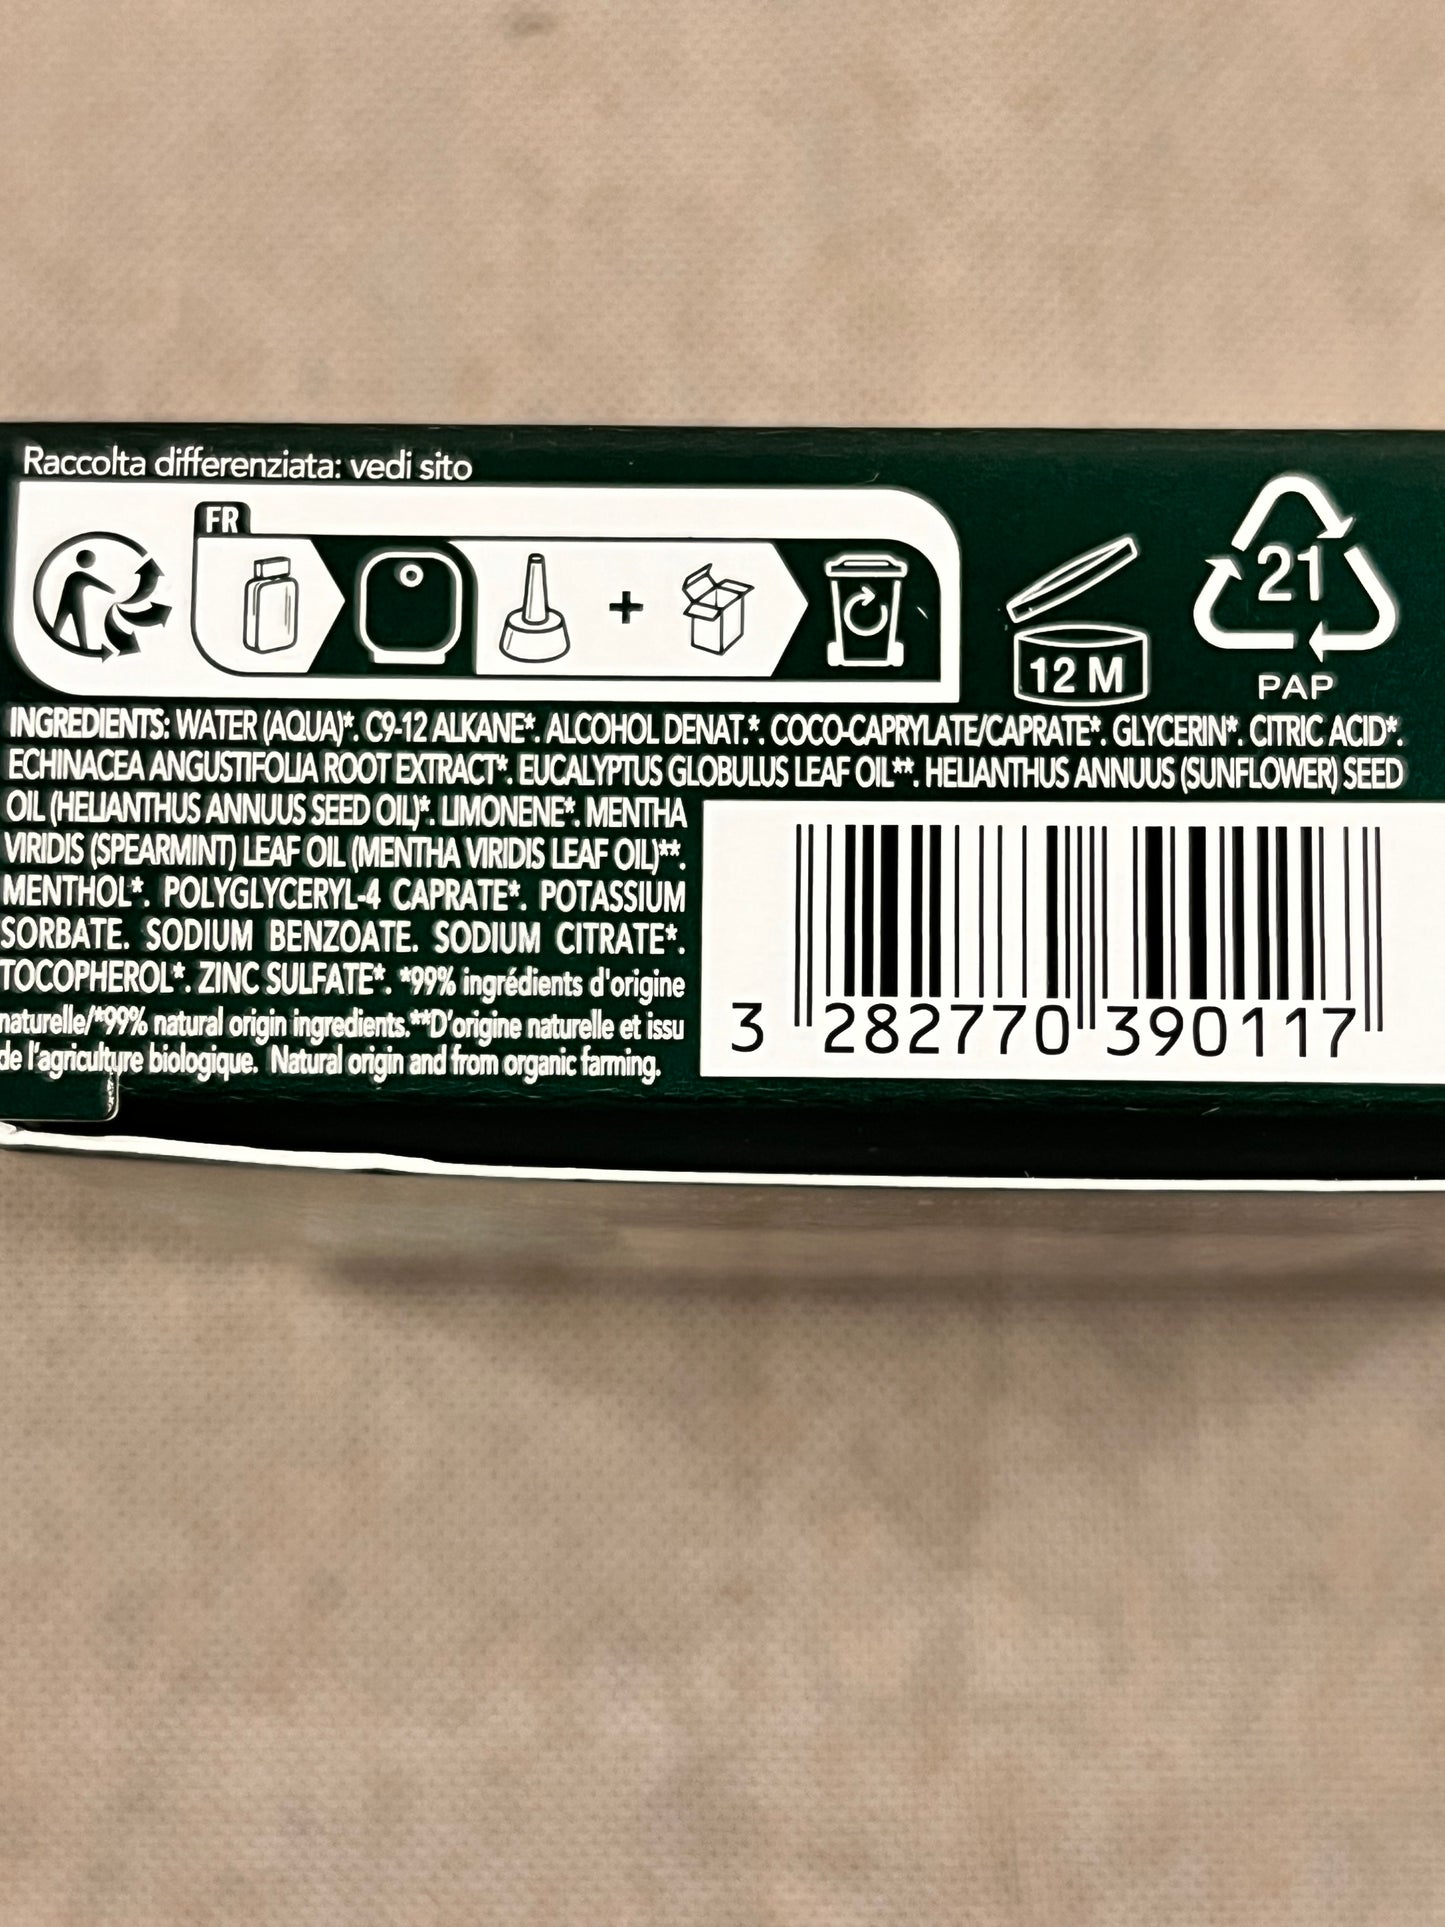 Raccolta differenziata: vedi sito
FR
+
12 M
21
PAP
INGREDIENTS: WATER (AQUA)*. C9-12 ALKANE*. ALCOHOL DENAT.*. COCO-CAPRYLATE/CAPRATE*. GLYCERIN*. CITRIC ACID*.
ECHINACEA ANGUSTIFOLIA ROOT EXTRACT*. EUCALYPTUS GLOBULUS LEAF OIL**. HELIANTHUS ANNUUS (SUNFLOWER) SEED
OIL (HELIANTHUS ANNUUS SEED OIL)*. LIMONENE*. MENTHA
VIRIDIS (SPEARMINT) LEAF OIL (MENTHA VIRIDIS LEAF OIL)**.
MENTHOL*. POLYGLYCERYL-4 CAPRATE*. POTASSIUM
SORBATE. SODIUM BENZOATE. SODIUM CITRATE*.
TOCOPHEROL*. ZINC SULFATE*. *99% ingrédients d'origine
naturelle/*99% natural origin ingredients.**D'origine naturelle et issu
de l'agriculture biologique. Natural origin and from organic farming.
3 282770 390117